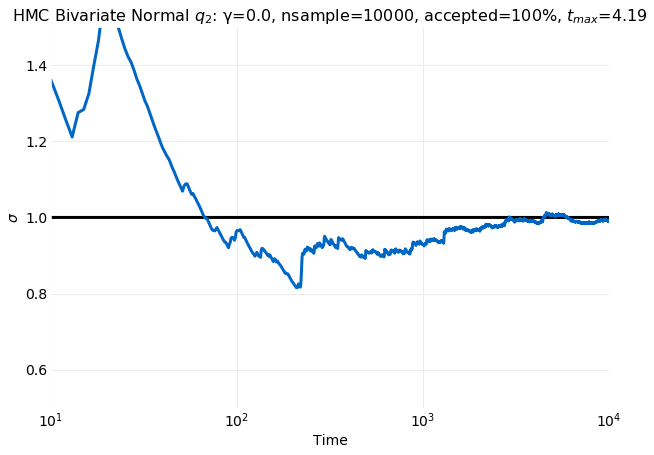 HMC Bivariate Normal q₂: γ=0.0, nsample=10000, accepted=100%, tₘₐₓ=4.19
1.4
1.2
1.0
0.8
0.6
σ
10¹ 10² 10³ 10⁴
Time